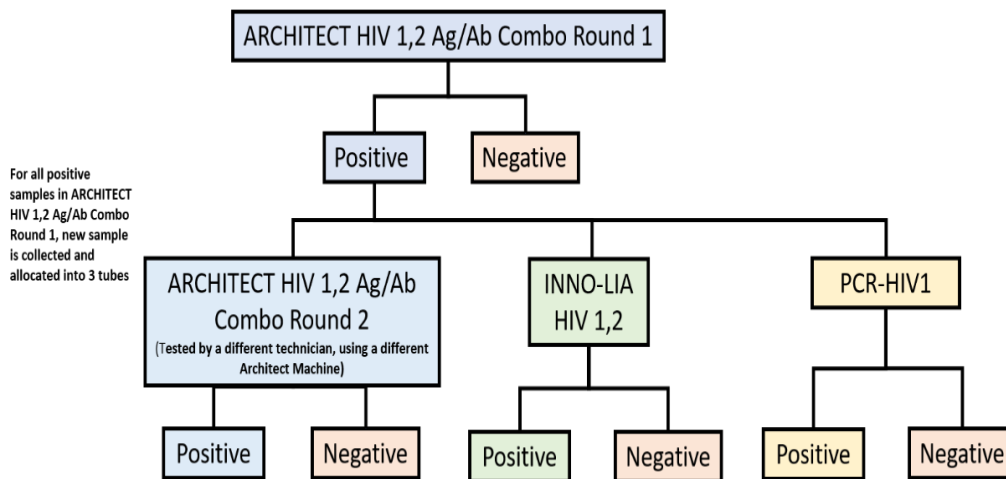 ARCHITECT HIV 1,2 Ag/Ab Combo Round 1
Positive
Negative
For all positive
samples in ARCHITECT
HIV 1,2 Ag/Ab Combo
Round 1, new sample
is collected and
allocated into 3 tubes
ARCHITECT HIV 1,2 Ag/Ab
Combo Round 2
(Tested by a different technician, using a different
Architect Machine)
INNO-LIA
HIV 1,2
PCR-HIV1
Positive
Negative
Positive
Negative
Positive
Negative